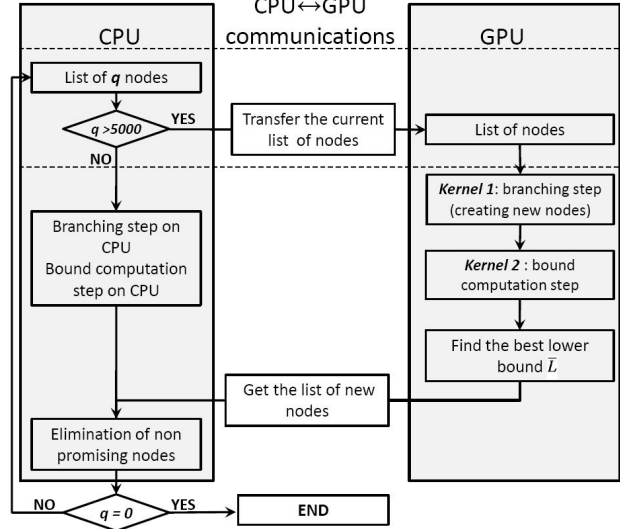 CPU
CPU↔GPU
communications
GPU
List of q nodes
q >5000
YES
NO
Transfer the current
list of nodes
List of nodes
Kernel 1: branching step
(creating new nodes)
Branching step on
CPU
Bound computation
step on CPU
Kernel 2 : bound
computation step
Find the best lower
bound L̅
Get the list of new
nodes
Elimination of non
promising nodes
NO
q = 0
YES
END